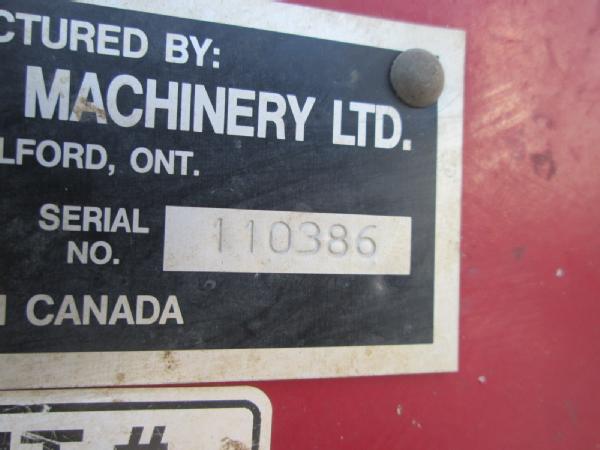 CTURED BY:
MACHINERY LTD.
LFORD, ONT.
SERIAL
NO. 110386
CANADA
#